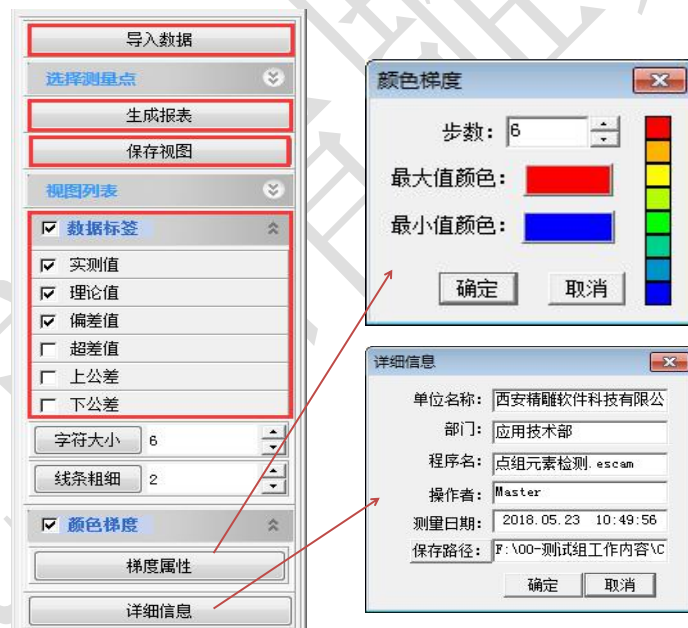 导入数据
选择测量点
生成报表
保存视图
视图列表
数据标签
实测值
理论值
偏差值
超差值
上公差
下公差
字符大小 6
线条粗细 2
颜色梯度
梯度属性
详细信息
颜色梯度
步数: 6
最大值颜色:
最小值颜色:
确定 取消
详细信息
单位名称: 西安精雕软件科技有限公
部门: 应用技术部
程序名: 点组元素检测.escam
操作者: Master
测量日期: 2018.05.23 10:49:56
保存路径: F:\00-测试组工作内容\C
确定 取消